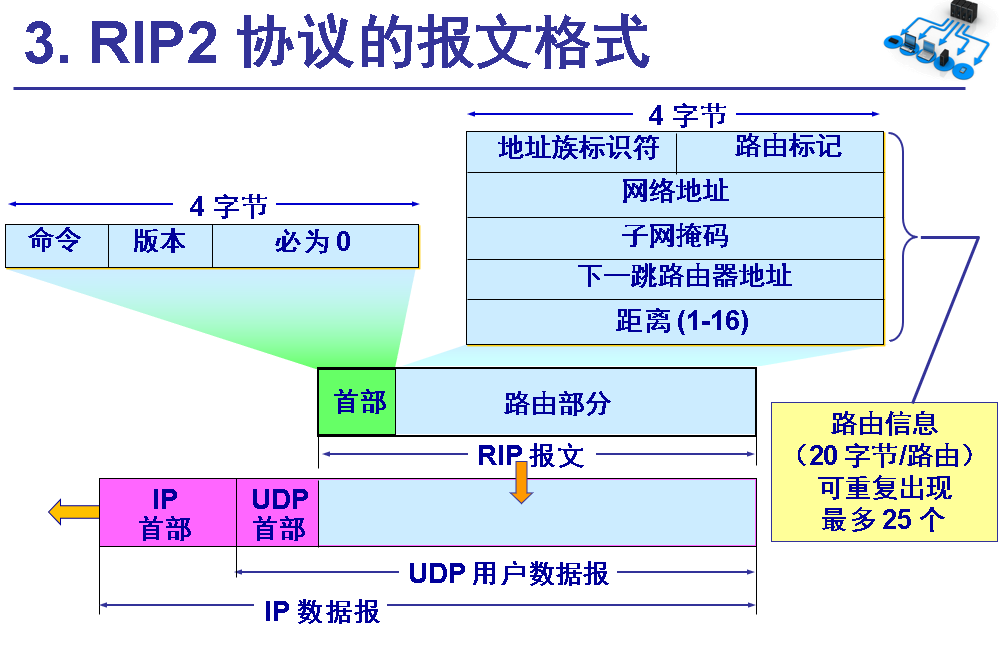 3. RIP2 协议的报文格式
4 字节
地址族标识符 路由标记
网络地址
子网掩码
下一跳路由器地址
距离 (1-16)
4 字节
命令 版本 必为 0
首部 路由部分
RIP 报文
路由信息
（20 字节/路由）
可重复出现
最多 25 个
IP
首部
UDP
首部
UDP 用户数据报
IP 数据报